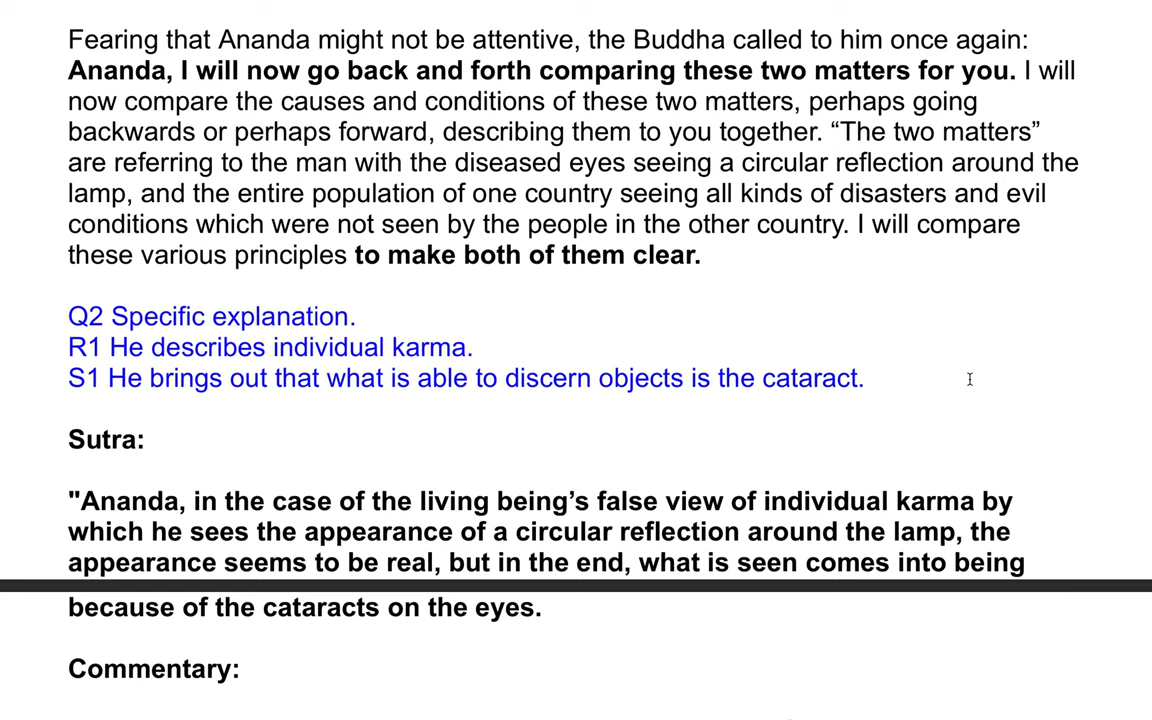 Fearing that Ananda might not be attentive, the Buddha called to him once again:
Ananda, I will now go back and forth comparing these two matters for you. I will
now compare the causes and conditions of these two matters, perhaps going
backwards or perhaps forward, describing them to you together. “The two matters”
are referring to the man with the diseased eyes seeing a circular reflection around the
lamp, and the entire population of one country seeing all kinds of disasters and evil
conditions which were not seen by the people in the other country. I will compare
these various principles to make both of them clear.
Q2 Specific explanation.
R1 He describes individual karma.
S1 He brings out that what is able to discern objects is the cataract.
Sutra:
"Ananda, in the case of the living being’s false view of individual karma by
which he sees the appearance of a circular reflection around the lamp, the
appearance seems to be real, but in the end, what is seen comes into being
because of the cataracts on the eyes.
Commentary: